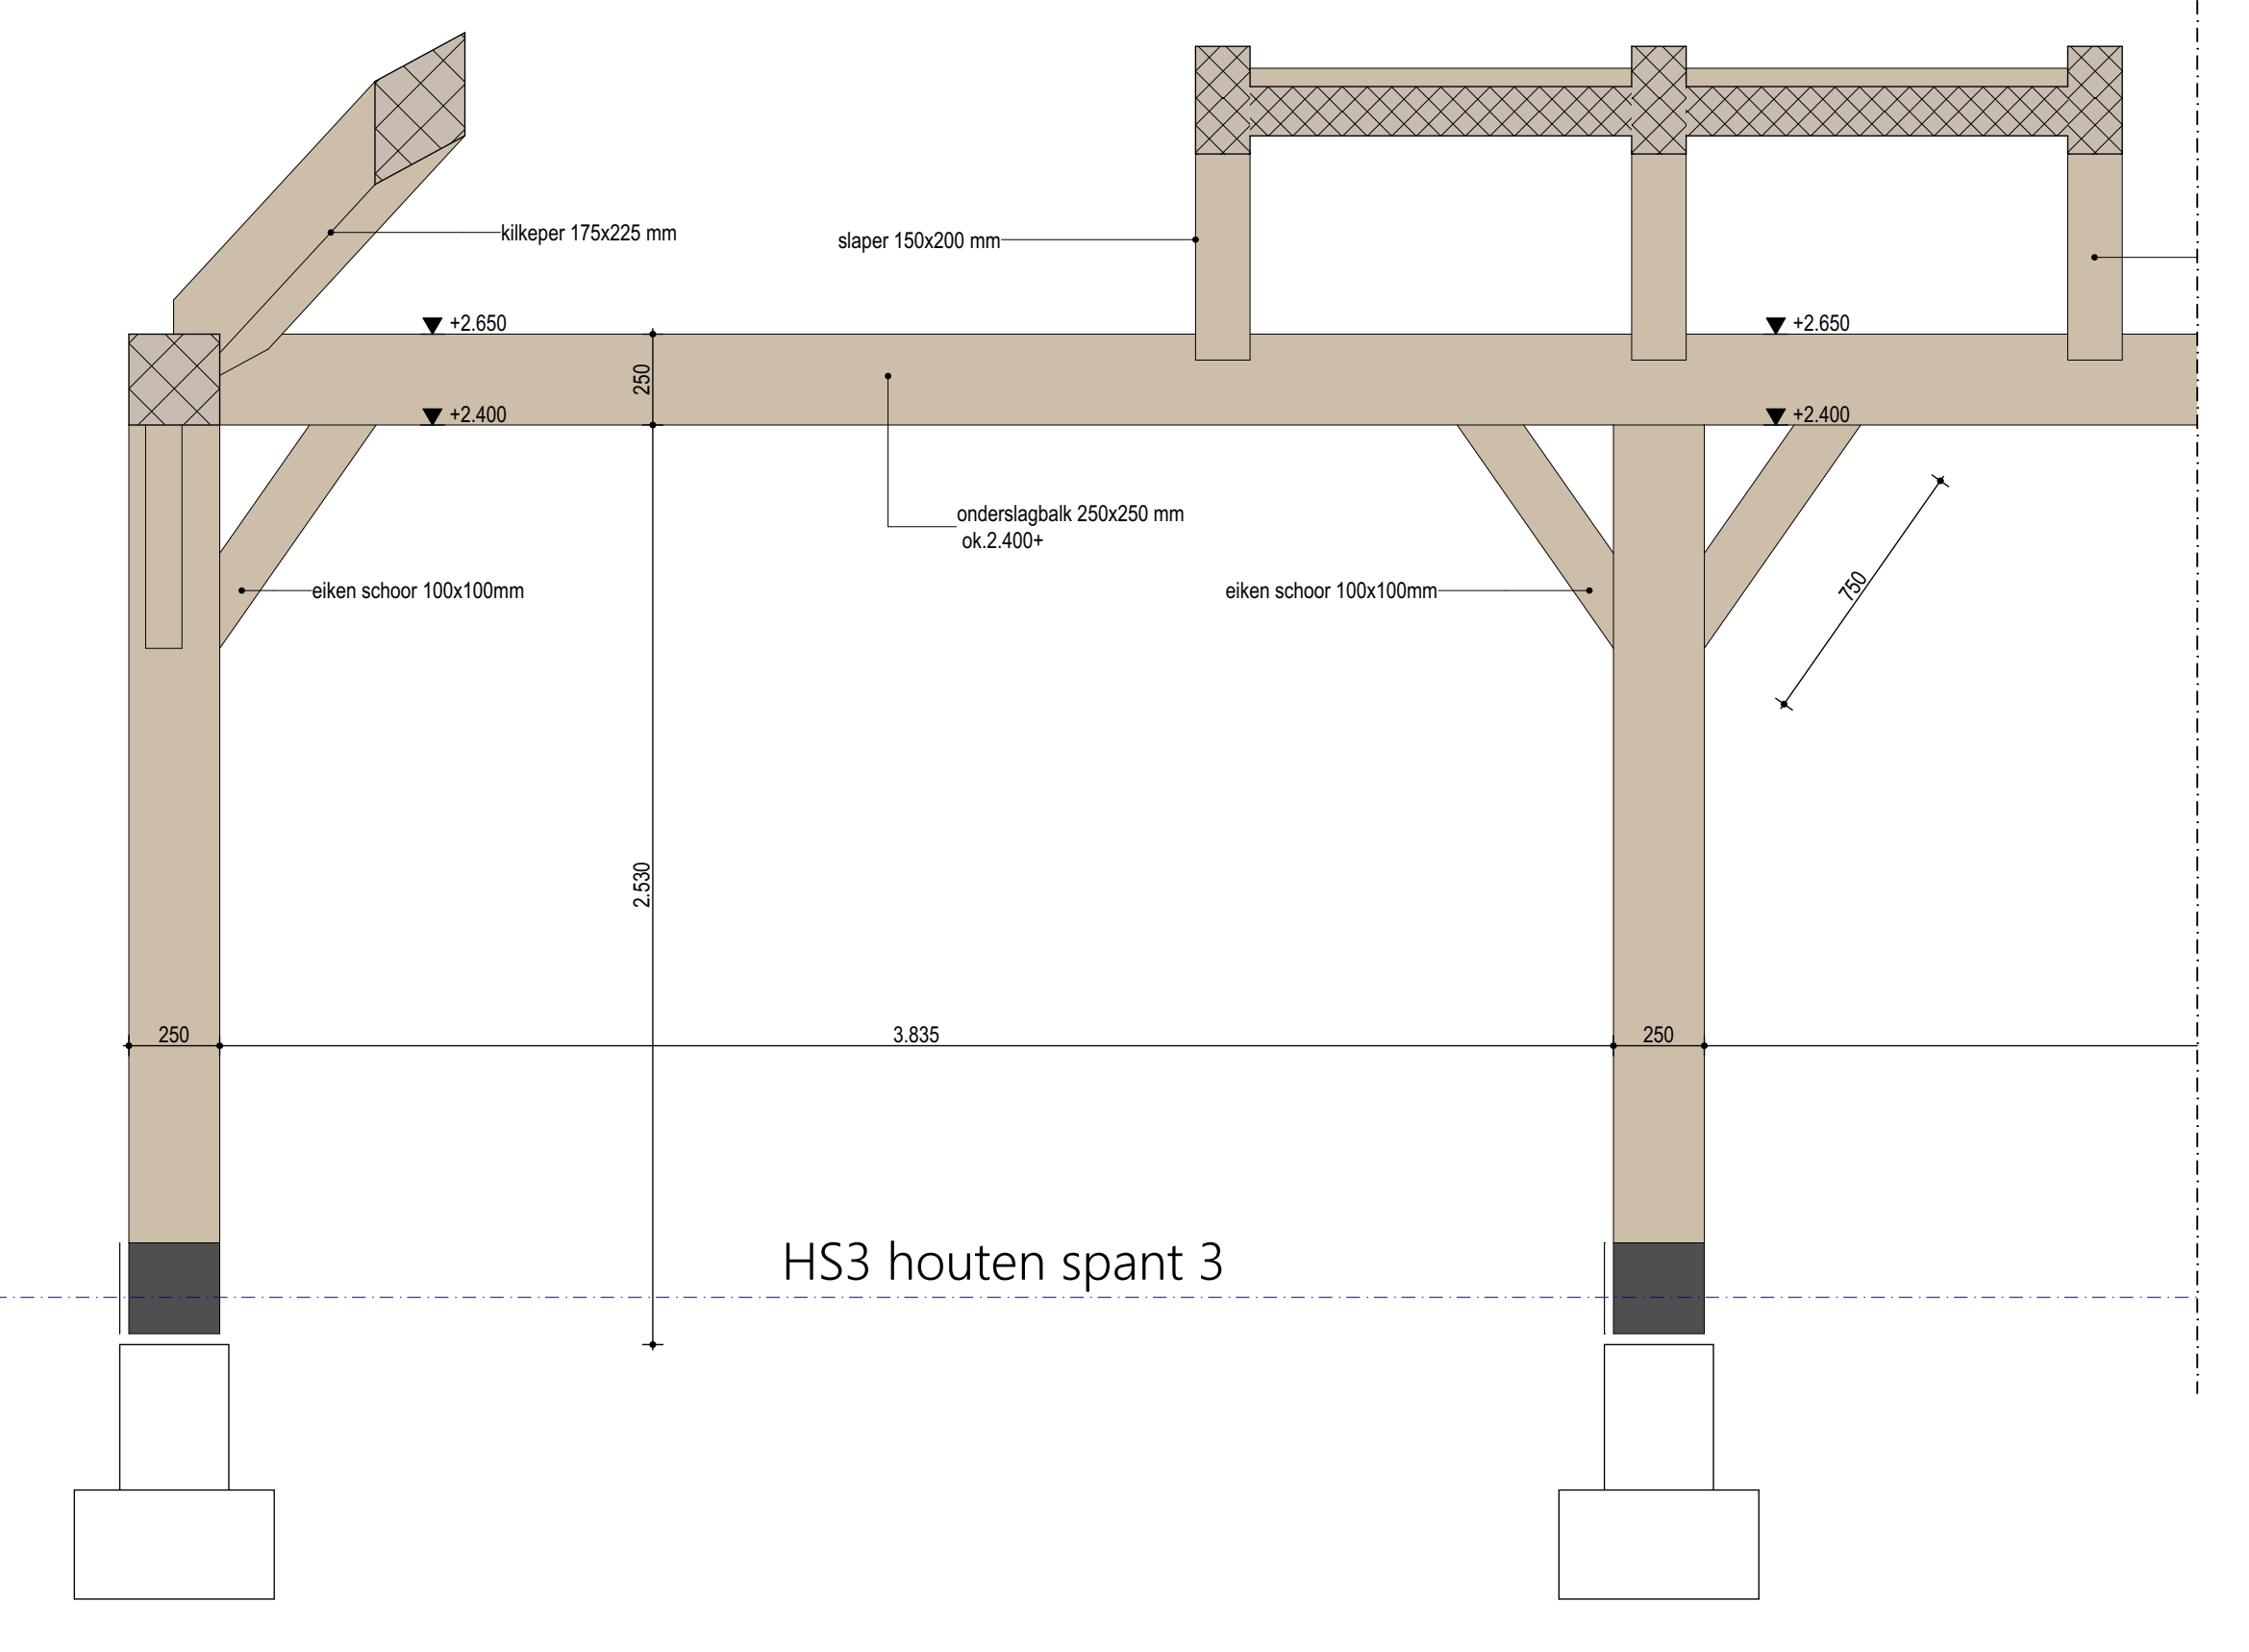 kilkeper 175x225 mm
slaper 150x200 mm
+2.650
+2.650
250
+2.400
+2.400
onderslagbalk 250x250 mm
ok.2.400+
eiken schoor 100x100mm
eiken schoor 100x100mm
750
2.530
250
3.835
250
HS3 houten spant 3